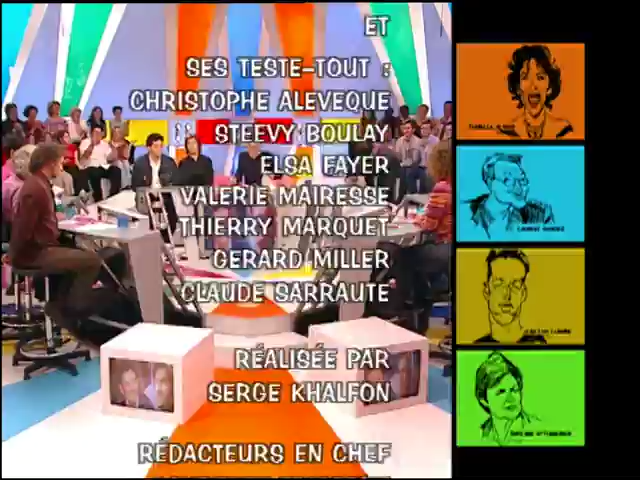 ET
SES TESTE-TOUT :
CHRISTOPHE ALEVEQUE
STEEVY BOULAY
ELSA FAYER
VALERIE MAIRESSE
THIERRY MARQUET
GERARD MILLER
CLAUDE SARRAUTE
RÉALISÉE PAR
SERGE KHALFON
RÉDACTEURS EN CHEF